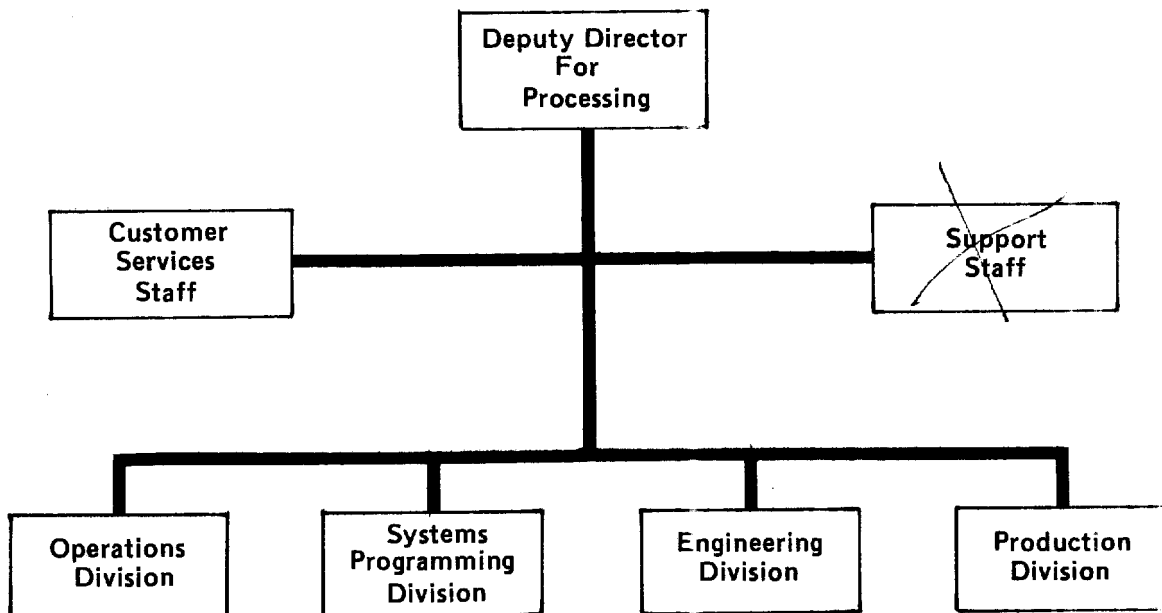 Deputy Director
For
Processing
Customer
Services
Staff
Support
Staff
Operations
Division
Systems
Programming
Division
Engineering
Division
Production
Division